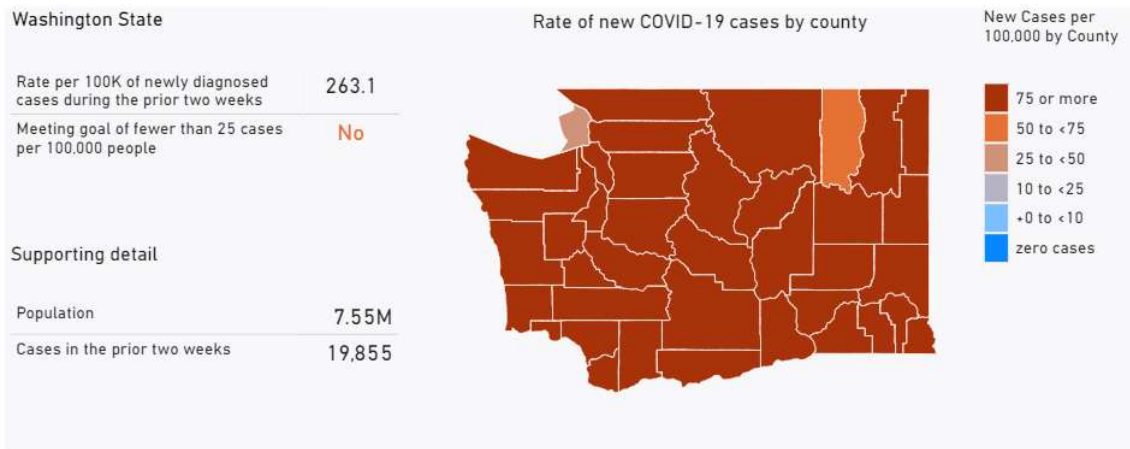 Washington State
Rate per 100K of newly diagnosed
cases during the prior two weeks
263.1
Meeting goal of fewer than 25 cases
per 100,000 people
No
Supporting detail
Population
7.55M
Cases in the prior two weeks
19,855
Rate of new COVID-19 cases by county
New Cases per
100,000 by County
75 or more
50 to <75
25 to <50
10 to <25
+0 to <10
zero cases